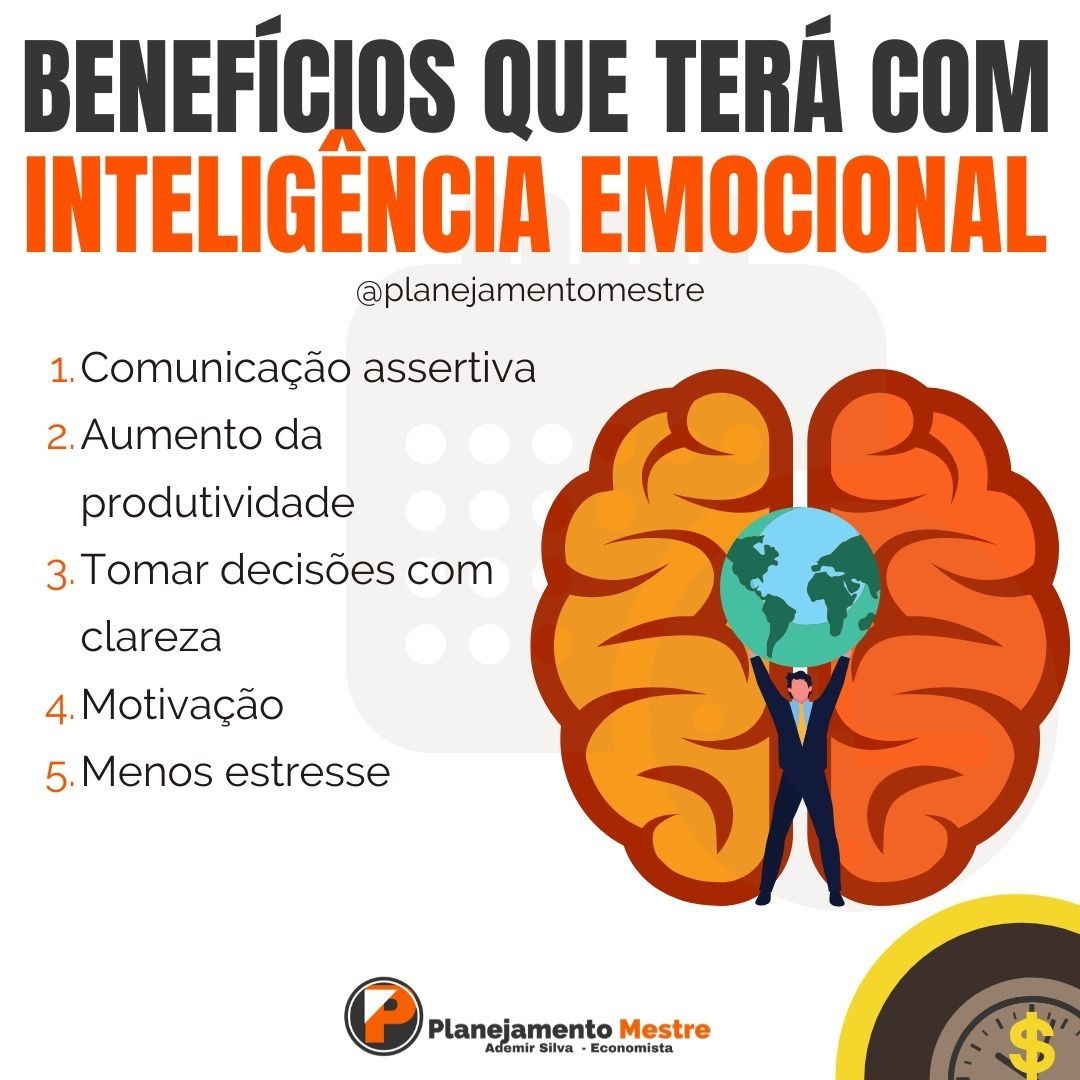 BENEFÍCIOS QUE TERÁ COM
INTELIGÊNCIA EMOCIONAL
@planejamentomestre
1. Comunicação assertiva
2. Aumento da
produtividade
3. Tomar decisões com
clareza
4. Motivação
5. Menos estresse
Planejamento Mestre
Ademir Silva - Economista
$